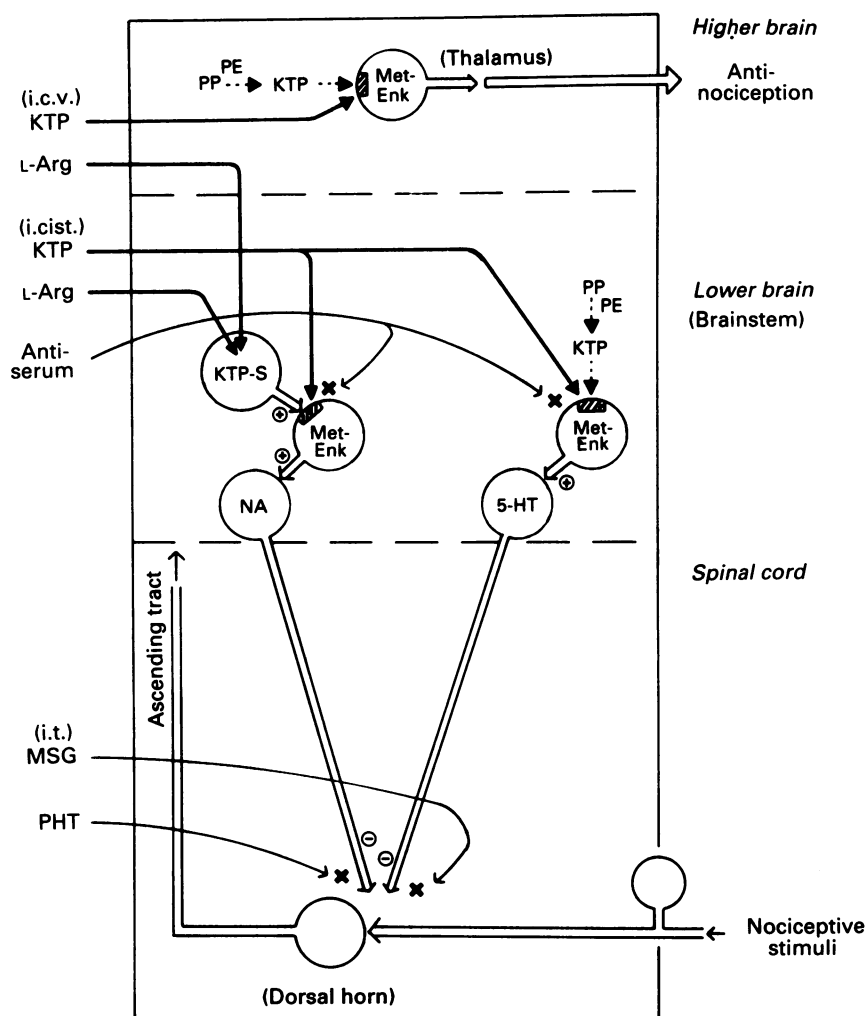 Higher brain
(Thalamus)
PE
PP
KTP
Met-
Enk
Anti-
nociception
(i.c.v.)
KTP
L-Arg
(i.cist.)
KTP
L-Arg
Anti-
serum
PP
PE
KTP
Lower brain
(Brainstem)
KTP-S
+
Met-
Enk
+
NA
Met-
Enk
+
5-HT
Spinal cord
Ascending tract
(i.t.)
MSG
PHT
−
−
Nociceptive
stimuli
(Dorsal horn)